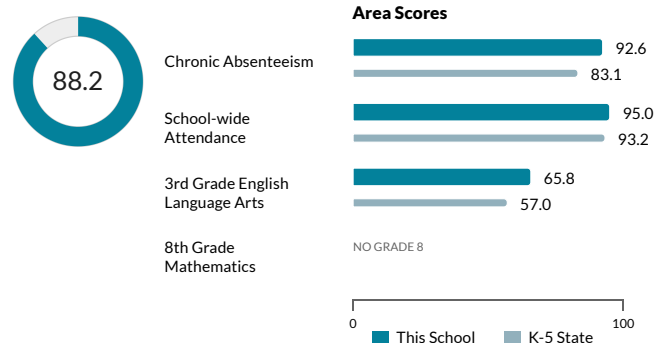 Area Scores
88.2
Chronic Absenteeism
92.6
83.1
School-wide
Attendance
95.0
93.2
3rd Grade English
Language Arts
65.8
57.0
8th Grade
Mathematics
NO GRADE 8
0
100
This School
K-5 State